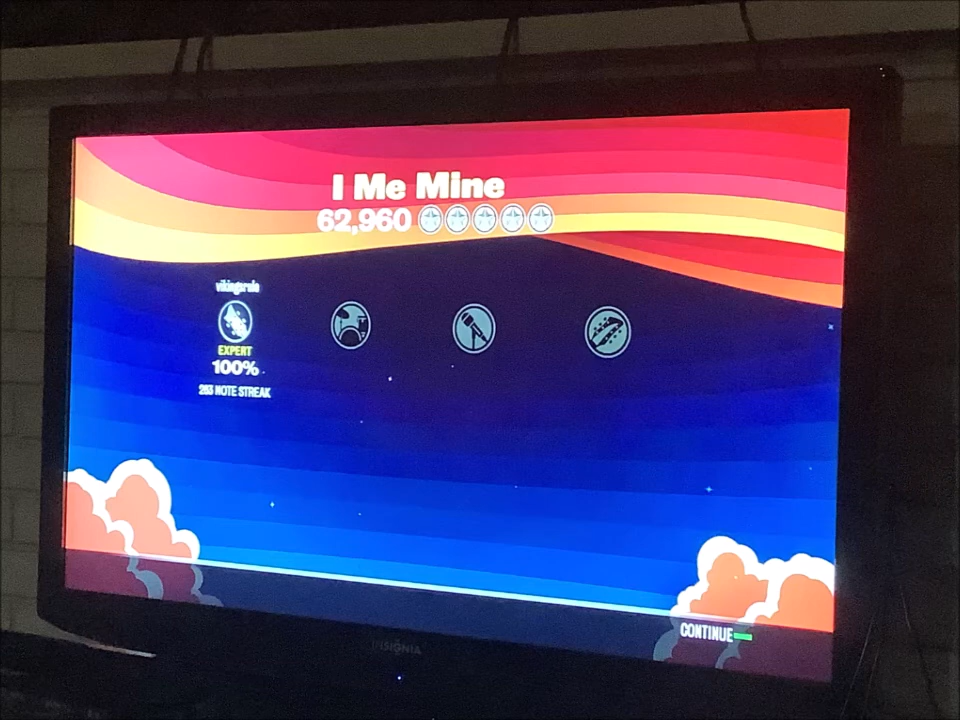 I Me Mine
62,960
vikingsrule
EXPERT
100%
263 NOTE STREAK
CONTINUE
INSIGNIA